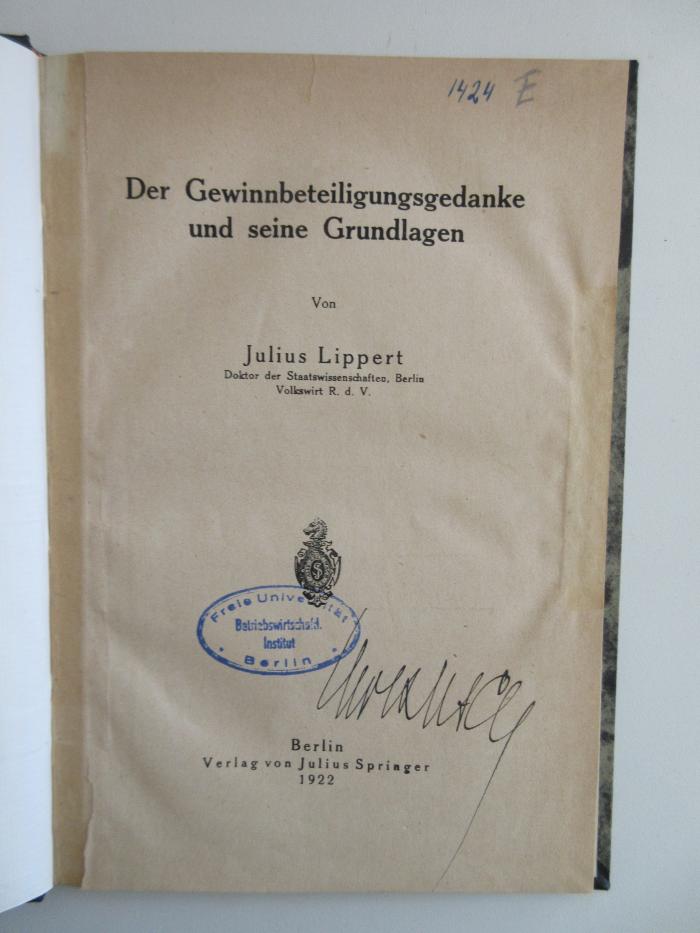 1424 E
Der Gewinnbeteiligungsgedanke
und seine Grundlagen
Von
Julius Lippert
Doktor der Staatswissenschaften, Berlin
Volkswirt R. d. V.
Freie Universität
Betriebswirtschaftl.
Institut
Berlin
Berlin
Verlag von Julius Springer
1922